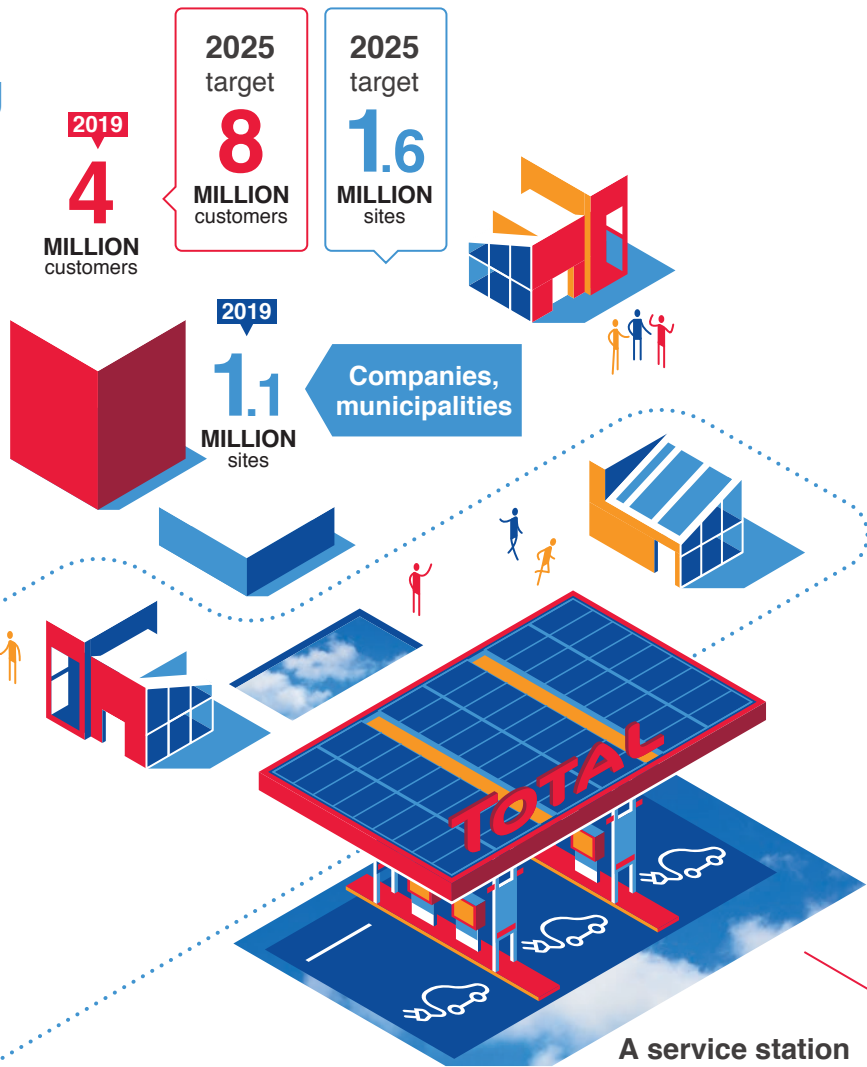 2019
4
MILLION
customers
2025
target
8
MILLION
customers
2025
target
1.6
MILLION
sites
2019
1.1
MILLION
sites
Companies,
municipalities
TOTAL
A service station